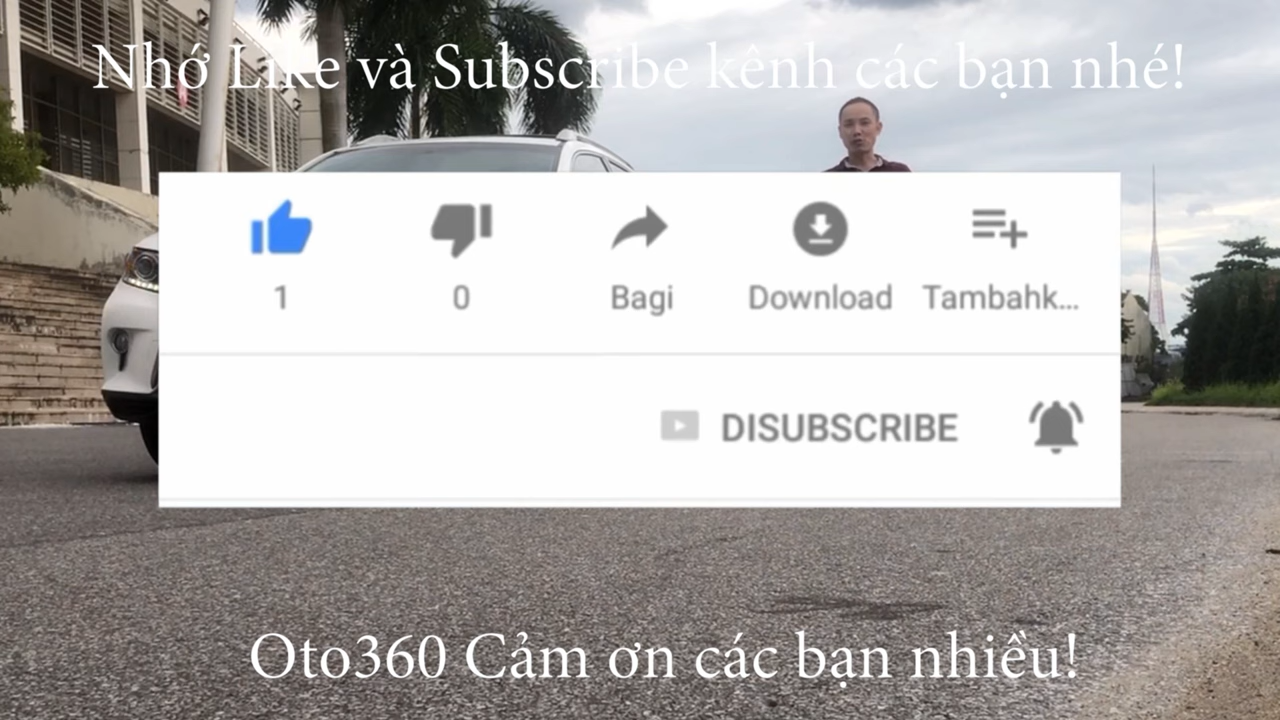 Nhớ Like và Subscribe kênh các bạn nhé!
1 0 Bagi Download Tambahk...
DISUBSCRIBE
Oto360 Cảm ơn các bạn nhiều!